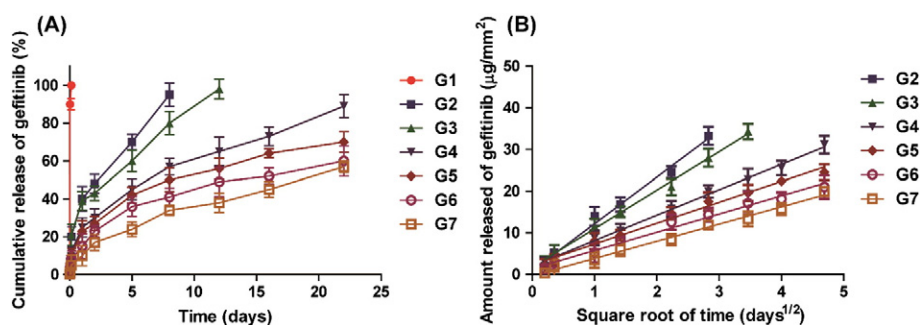 (A)
Cumulative release of gefitinib (%)
100
80
60
40
20
0
0 5 10 15 20 25
Time (days)
G1
G2
G3
G4
G5
G6
G7
(B)
Amount released of gefitinib (µg/mm²)
50
40
30
20
10
0
0 1 2 3 4 5
Square root of time (days¹ᐟ²)
G2
G3
G4
G5
G6
G7